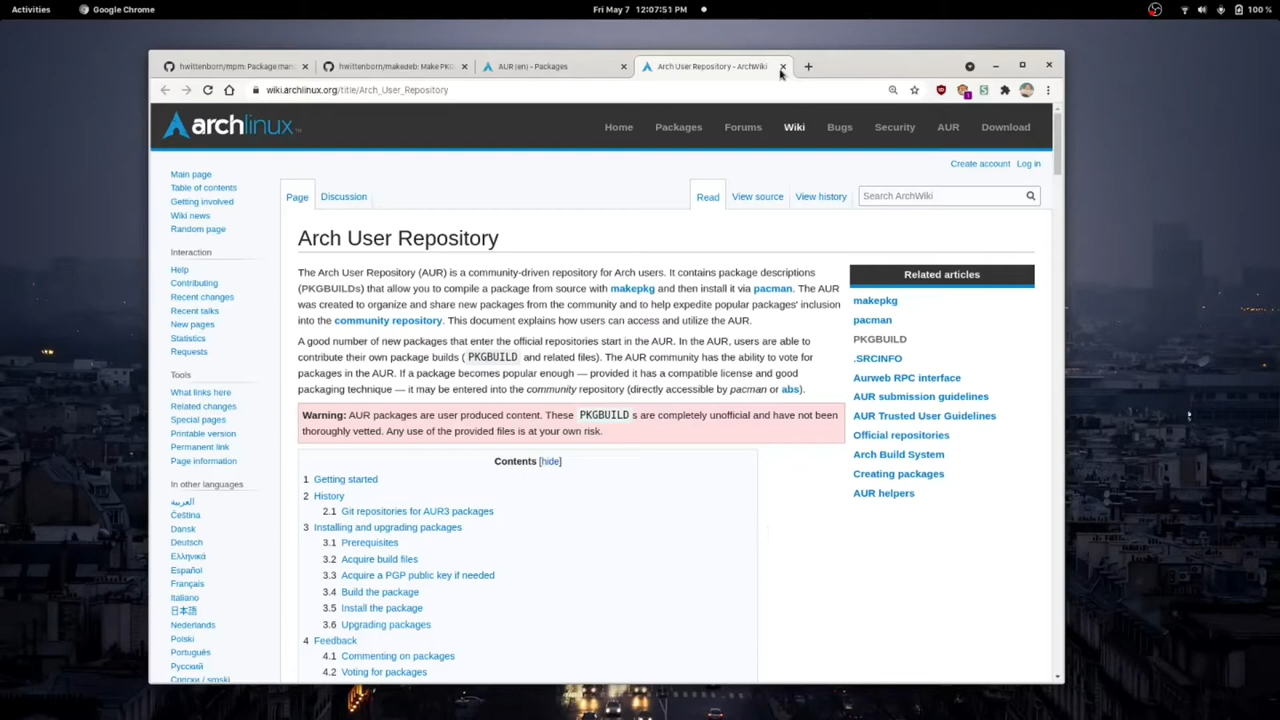 Activities
Google Chrome
Fri May 7 12:07:51 PM
100 %
hwittenborn/mpm: Package man
hwittenborn/makedeb: Make PKG
AUR (en) - Packages
Arch User Repository - ArchWiki
wiki.archlinux.org/title/Arch_User_Repository
archlinux
Home
Packages
Forums
Wiki
Bugs
Security
AUR
Download
Create account
Log in
Main page
Table of contents
Getting involved
Wiki news
Random page
Interaction
Help
Contributing
Recent changes
Recent talks
New pages
Statistics
Requests
Tools
What links here
Related changes
Special pages
Printable version
Permanent link
Page information
In other languages
العربية
Čeština
Dansk
Deutsch
Ελληνικά
Español
Français
Italiano
日本語
Nederlands
Polski
Português
Русский
Српски / srpski
Page
Discussion
Read
View source
View history
Search ArchWiki
Arch User Repository
The Arch User Repository (AUR) is a community-driven repository for Arch users. It contains package descriptions
(PKGBUILDs) that allow you to compile a package from source with makepkg and then install it via pacman. The AUR
was created to organize and share new packages from the community and to help expedite popular packages' inclusion
into the community repository. This document explains how users can access and utilize the AUR.
A good number of new packages that enter the official repositories start in the AUR. In the AUR, users are able to
contribute their own package builds ( PKGBUILD and related files). The AUR community has the ability to vote for
packages in the AUR. If a package becomes popular enough — provided it has a compatible license and good
packaging technique — it may be entered into the community repository (directly accessible by pacman or abs).
Warning: AUR packages are user produced content. These PKGBUILD s are completely unofficial and have not been
thoroughly vetted. Any use of the provided files is at your own risk.
Contents [hide]
1 Getting started
2 History
2.1 Git repositories for AUR3 packages
3 Installing and upgrading packages
3.1 Prerequisites
3.2 Acquire build files
3.3 Acquire a PGP public key if needed
3.4 Build the package
3.5 Install the package
3.6 Upgrading packages
4 Feedback
4.1 Commenting on packages
4.2 Voting for packages
Related articles
makepkg
pacman
PKGBUILD
.SRCINFO
Aurweb RPC interface
AUR submission guidelines
AUR Trusted User Guidelines
Official repositories
Arch Build System
Creating packages
AUR helpers